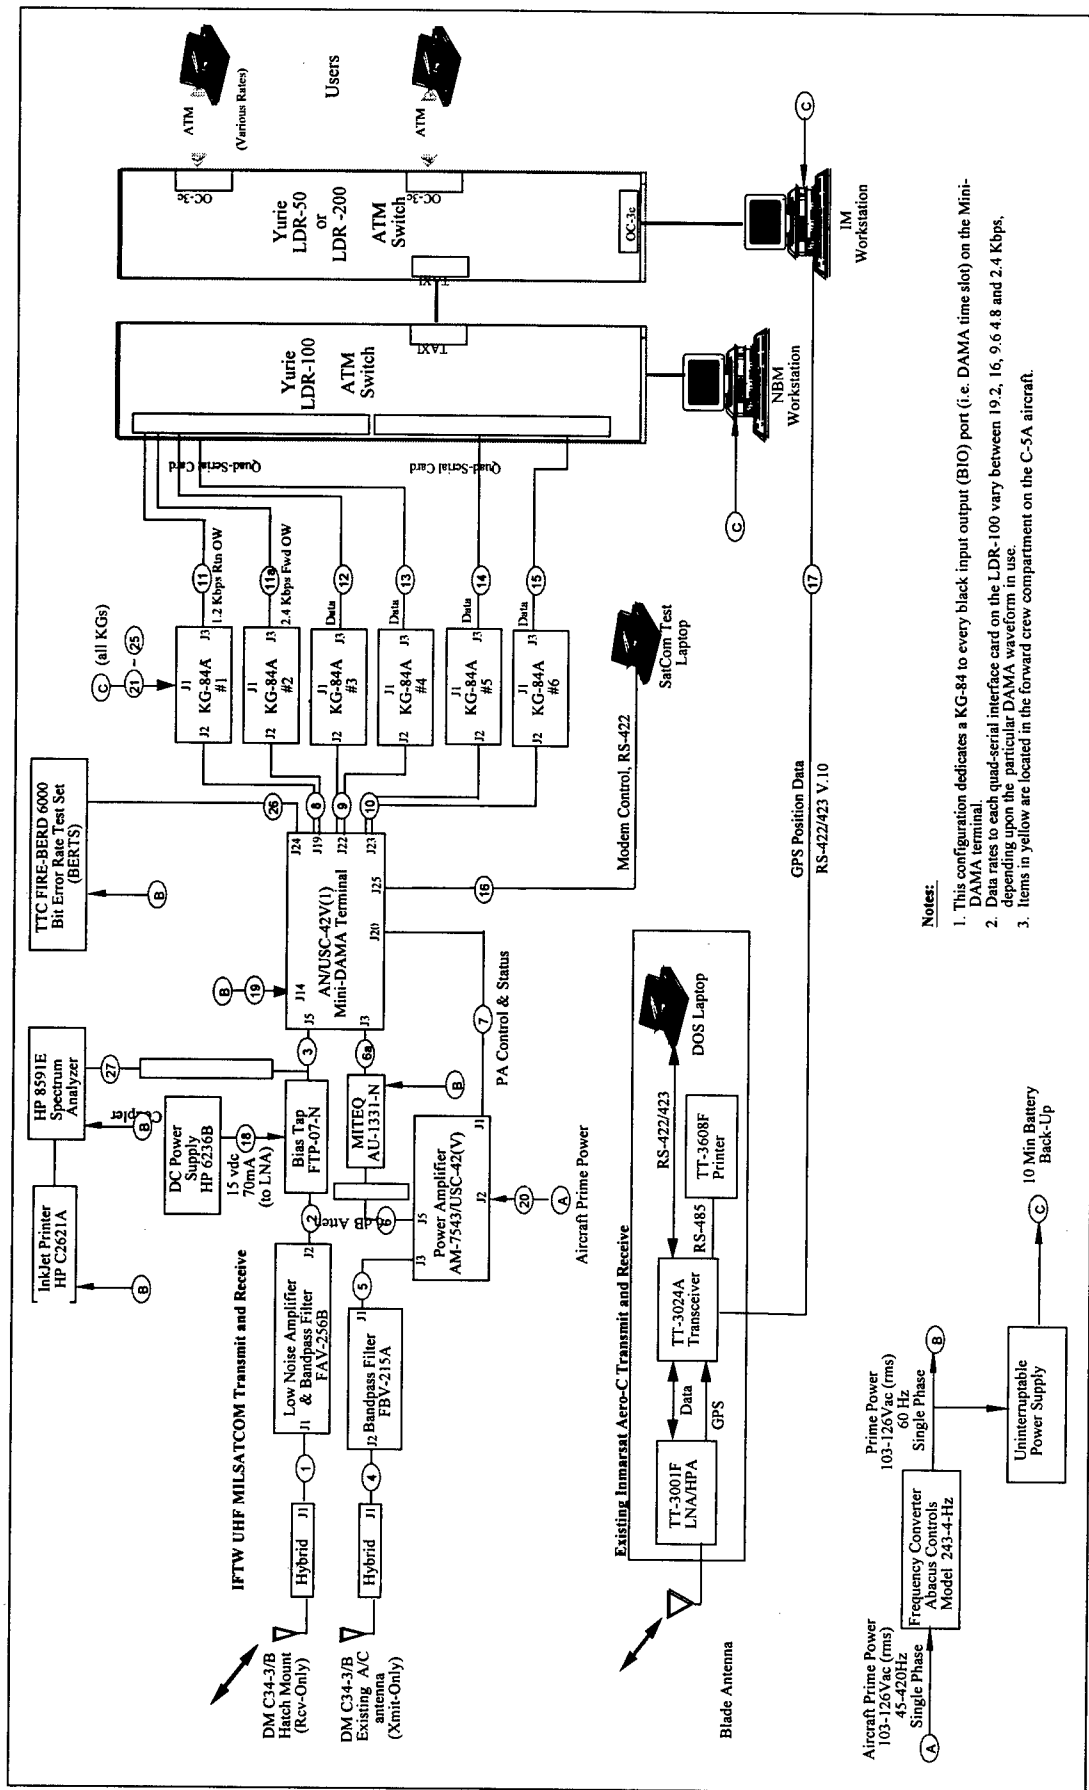 InkJet Printer
HP C2621A
B
HP 8591E
Spectrum
Analyzer
B
27
Coupler
TTC FIRE-BERD 6000
Bit Error Rate Test Set
(BERTS)
B
26
C
(all KGs)
21 ~ 25
DC Power
Supply
HP 6236B
15 vdc
70mA
(to LNA)
18
IFTW UHF MILSATCOM Transmit and Receive
DM C34-3/B
Hatch Mount
(Rcv-Only)
Hybrid
J1
1
J1
Low Noise Amplifier
& Bandpass Filter
FAV-256B
J2
2
Bias Tap
FTP-07-N
3
J5
DM C34-3/B
Existing A/C
antenna
(Xmit-Only)
Hybrid
J1
4
J2
Bandpass Filter
FBV-215A
J1
5
J3
J5
Power Amplifier
AM-7543/USC-42(V)
J2
J1
6
dB Atten
MITEQ
AU-1331-N
B
6a
J3
20
A
Aircraft Prime Power
7
PA Control & Status
B
19
J14
AN/USC-42V(1)
Mini-DAMA Terminal
J24
J19
J22
J23
J25
J20
8
9
10
16
Modem Control, RS-422
SatCom Test
Laptop
J2
J1
KG-84A
#1
J3
11
1.2 Kbps Rtn OW
J2
J1
KG-84A
#2
J3
11a
2.4 Kbps Fwd OW
J2
J1
KG-84A
#3
J3
Data
12
J2
J1
KG-84A
#4
J3
Data
13
J2
J1
KG-84A
#5
J3
Data
14
J2
J1
KG-84A
#6
J3
Data
15
Quad-Serial Card
Quad-Serial Card
Yurie
LDR-100
ATM
Switch
TAXI
NBM
Workstation
C
Yurie
LDR-50
or
LDR -200
ATM
Switch
TAXI
OC-3c
OC-3c
OC-3c
ATM
(Various Rates)
Users
ATM
IM
Workstation
C
Existing Inmarsat Aero-C Transmit and Receive
Blade Antenna
TT-3001F
LNA/HPA
Data
GPS
TT-3024A
Transceiver
RS-422/423
RS-485
TT-3608F
Printer
DOS Laptop
GPS Position Data
RS-422/423 V.10
17
Aircraft Prime Power
103-126Vac (rms)
45-420Hz
Single Phase
A
Frequency Converter
Abacus Controls
Model 243-4-Hz
Prime Power
103-126Vac (rms)
60 Hz
Single Phase
B
Uninterruptable
Power Supply
C
10 Min Battery
Back-Up
Notes:
1. This configuration dedicates a KG-84 to every black input output (BIO) port (i.e. DAMA time slot) on the Mini-
DAMA terminal.
2. Data rates to each quad-serial interface card on the LDR-100 vary between 19.2, 16, 9.6 4.8 and 2.4 Kbps,
depending upon the particular DAMA waveform in use.
3. Items in yellow are located in the forward crew compartment on the C-5A aircraft.